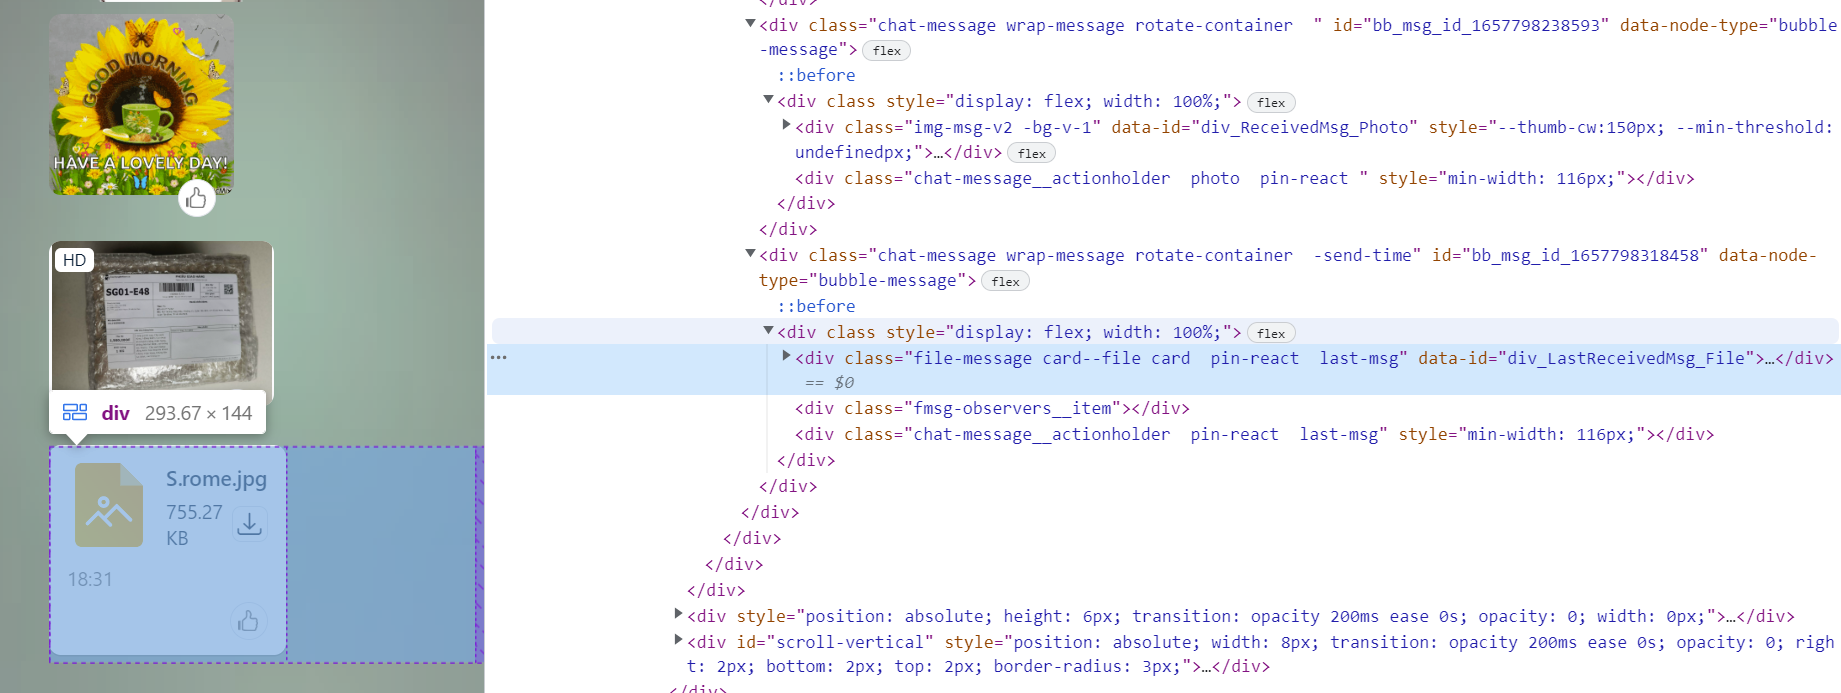 GOOD MORNING
HAVE A LOVELY DAY!
HD
SG01-E48
div 293.67 × 144
S.rome.jpg
755.27
KB
18:31
</div>
▼<div class="chat-message wrap-message rotate-container  " id="bb_msg_id_1657798238593" data-node-type="bubble
-message"> flex
::before
▼<div class style="display: flex; width: 100%;"> flex
▶<div class="img-msg-v2 -bg-v-1" data-id="div_ReceivedMsg_Photo" style="--thumb-cw:150px; --min-threshold:
undefinedpx;">…</div> flex
<div class="chat-message__actionholder  photo  pin-react " style="min-width: 116px;"></div>
</div>
</div>
▼<div class="chat-message wrap-message rotate-container  -send-time" id="bb_msg_id_1657798318458" data-node-
type="bubble-message"> flex
::before
▼<div class style="display: flex; width: 100%;"> flex
… ▶<div class="file-message card--file card  pin-react  last-msg" data-id="div_LastReceivedMsg_File">…</div>
== $0
<div class="fmsg-observers__item"></div>
<div class="chat-message__actionholder  pin-react  last-msg" style="min-width: 116px;"></div>
</div>
</div>
</div>
</div>
</div>
</div>
▶<div style="position: absolute; height: 6px; transition: opacity 200ms ease 0s; opacity: 0; width: 0px;">…</div>
▶<div id="scroll-vertical" style="position: absolute; width: 8px; transition: opacity 200ms ease 0s; opacity: 0; righ
t: 2px; bottom: 2px; top: 2px; border-radius: 3px;">…</div>
</div>